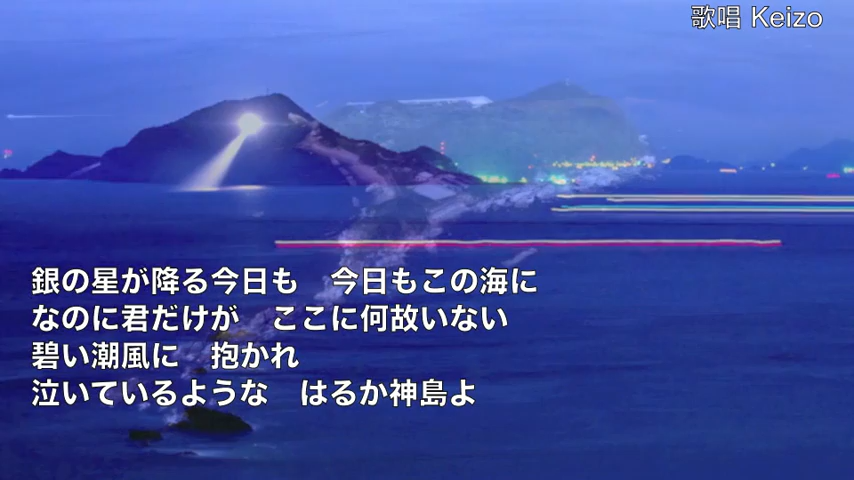 歌唱 Keizo
銀の星が降る今日も　今日もこの海に
なのに君だけが　ここに何故いない
碧い潮風に　抱かれ
泣いているような　はるか神島よ